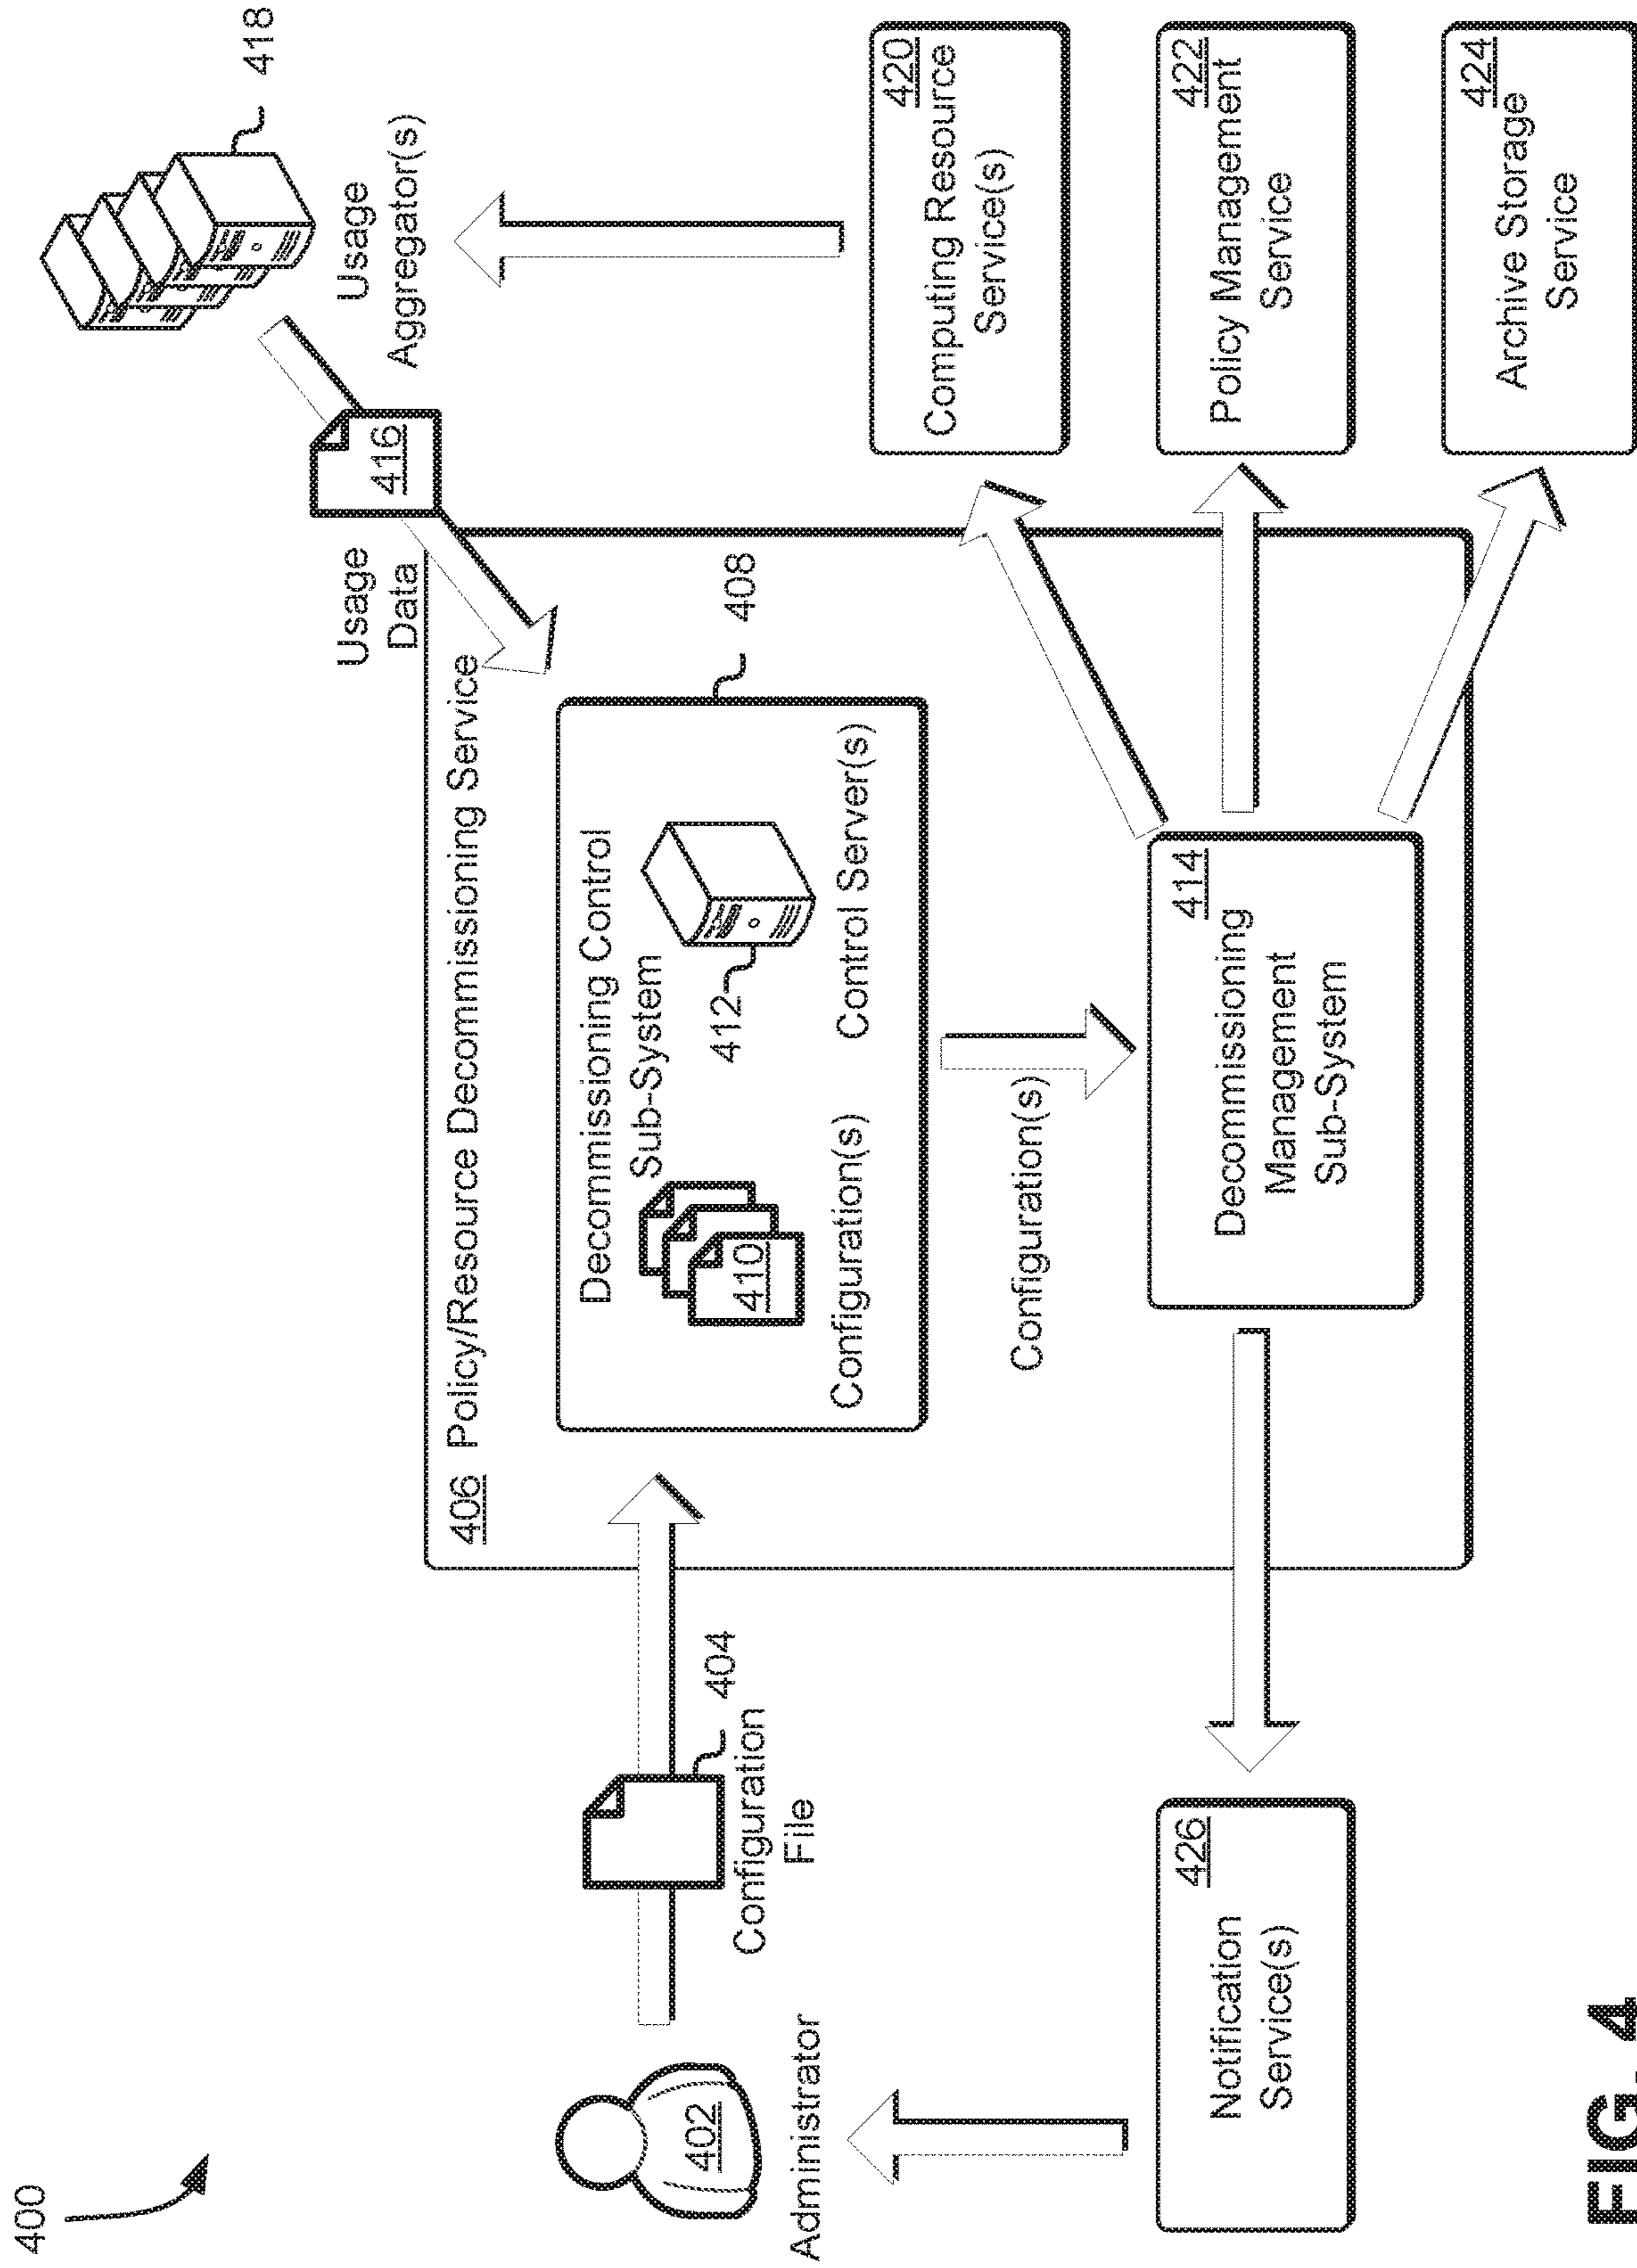 400
418
Usage
Aggregator(s)
416
Usage
Data
406 Policy/Resource Decommissioning Service
408
Decommissioning Control
Sub-System
410
412
Configuration(s)
Control Server(s)
404
Configuration
File
402
Administrator
Configuration(s)
420
Computing Resource
Service(s)
414
Decommissioning
Management
Sub-System
422
Policy Management
Service
426
Notification
Service(s)
424
Archive Storage
Service
FIG. 4